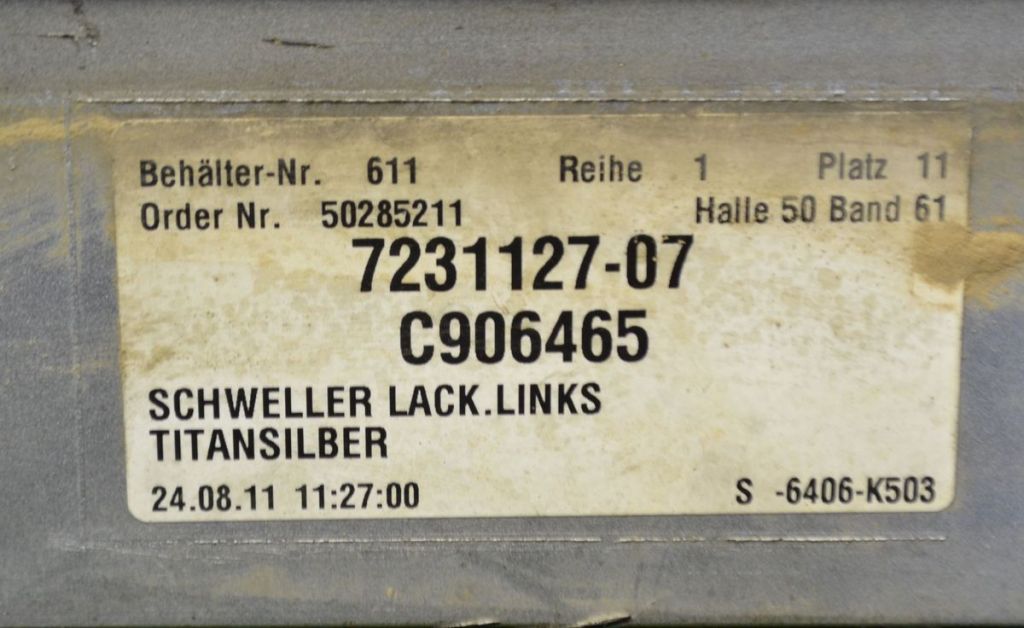 Behälter-Nr. 611 Reihe 1 Platz 11
Order Nr. 50285211 Halle 50 Band 61
7231127-07
C906465
SCHWELLER LACK.LINKS
TITANSILBER
24.08.11 11:27:00 S -6406-K503